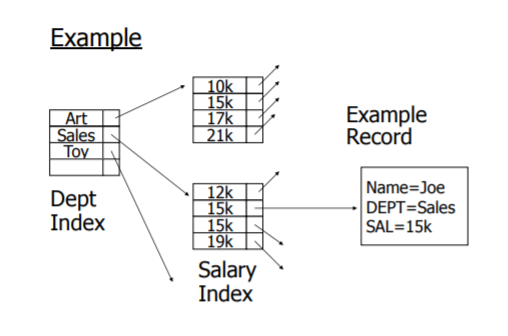 Example
Art
Sales
Toy
Dept
Index
10k
15k
17k
21k
12k
15k
15k
19k
Salary
Index
Example
Record
Name=Joe
DEPT=Sales
SAL=15k